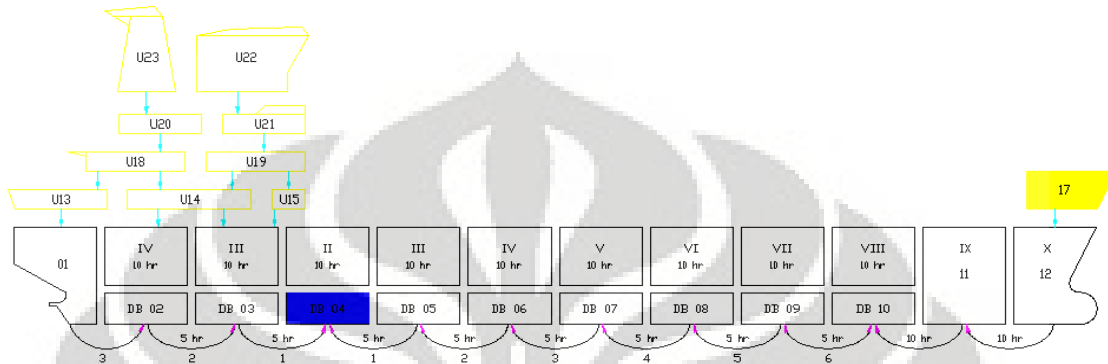 U23
U22
U20
U21
U18
U19
U13
U14
U15
17
01
IV
10 hr
III
10 hr
II
10 hr
III
10 hr
IV
10 hr
V
10 hr
VI
10 hr
VII
10 hr
VIII
10 hr
IX
11
X
12
DB 02
DB 03
DB 04
DB 05
DB 06
DB 07
DB 08
DB 09
DB 10
5 hr
5 hr
5 hr
5 hr
5 hr
5 hr
5 hr
5 hr
5 hr
10 hr
10 hr
3
2
1
1
2
3
4
5
6